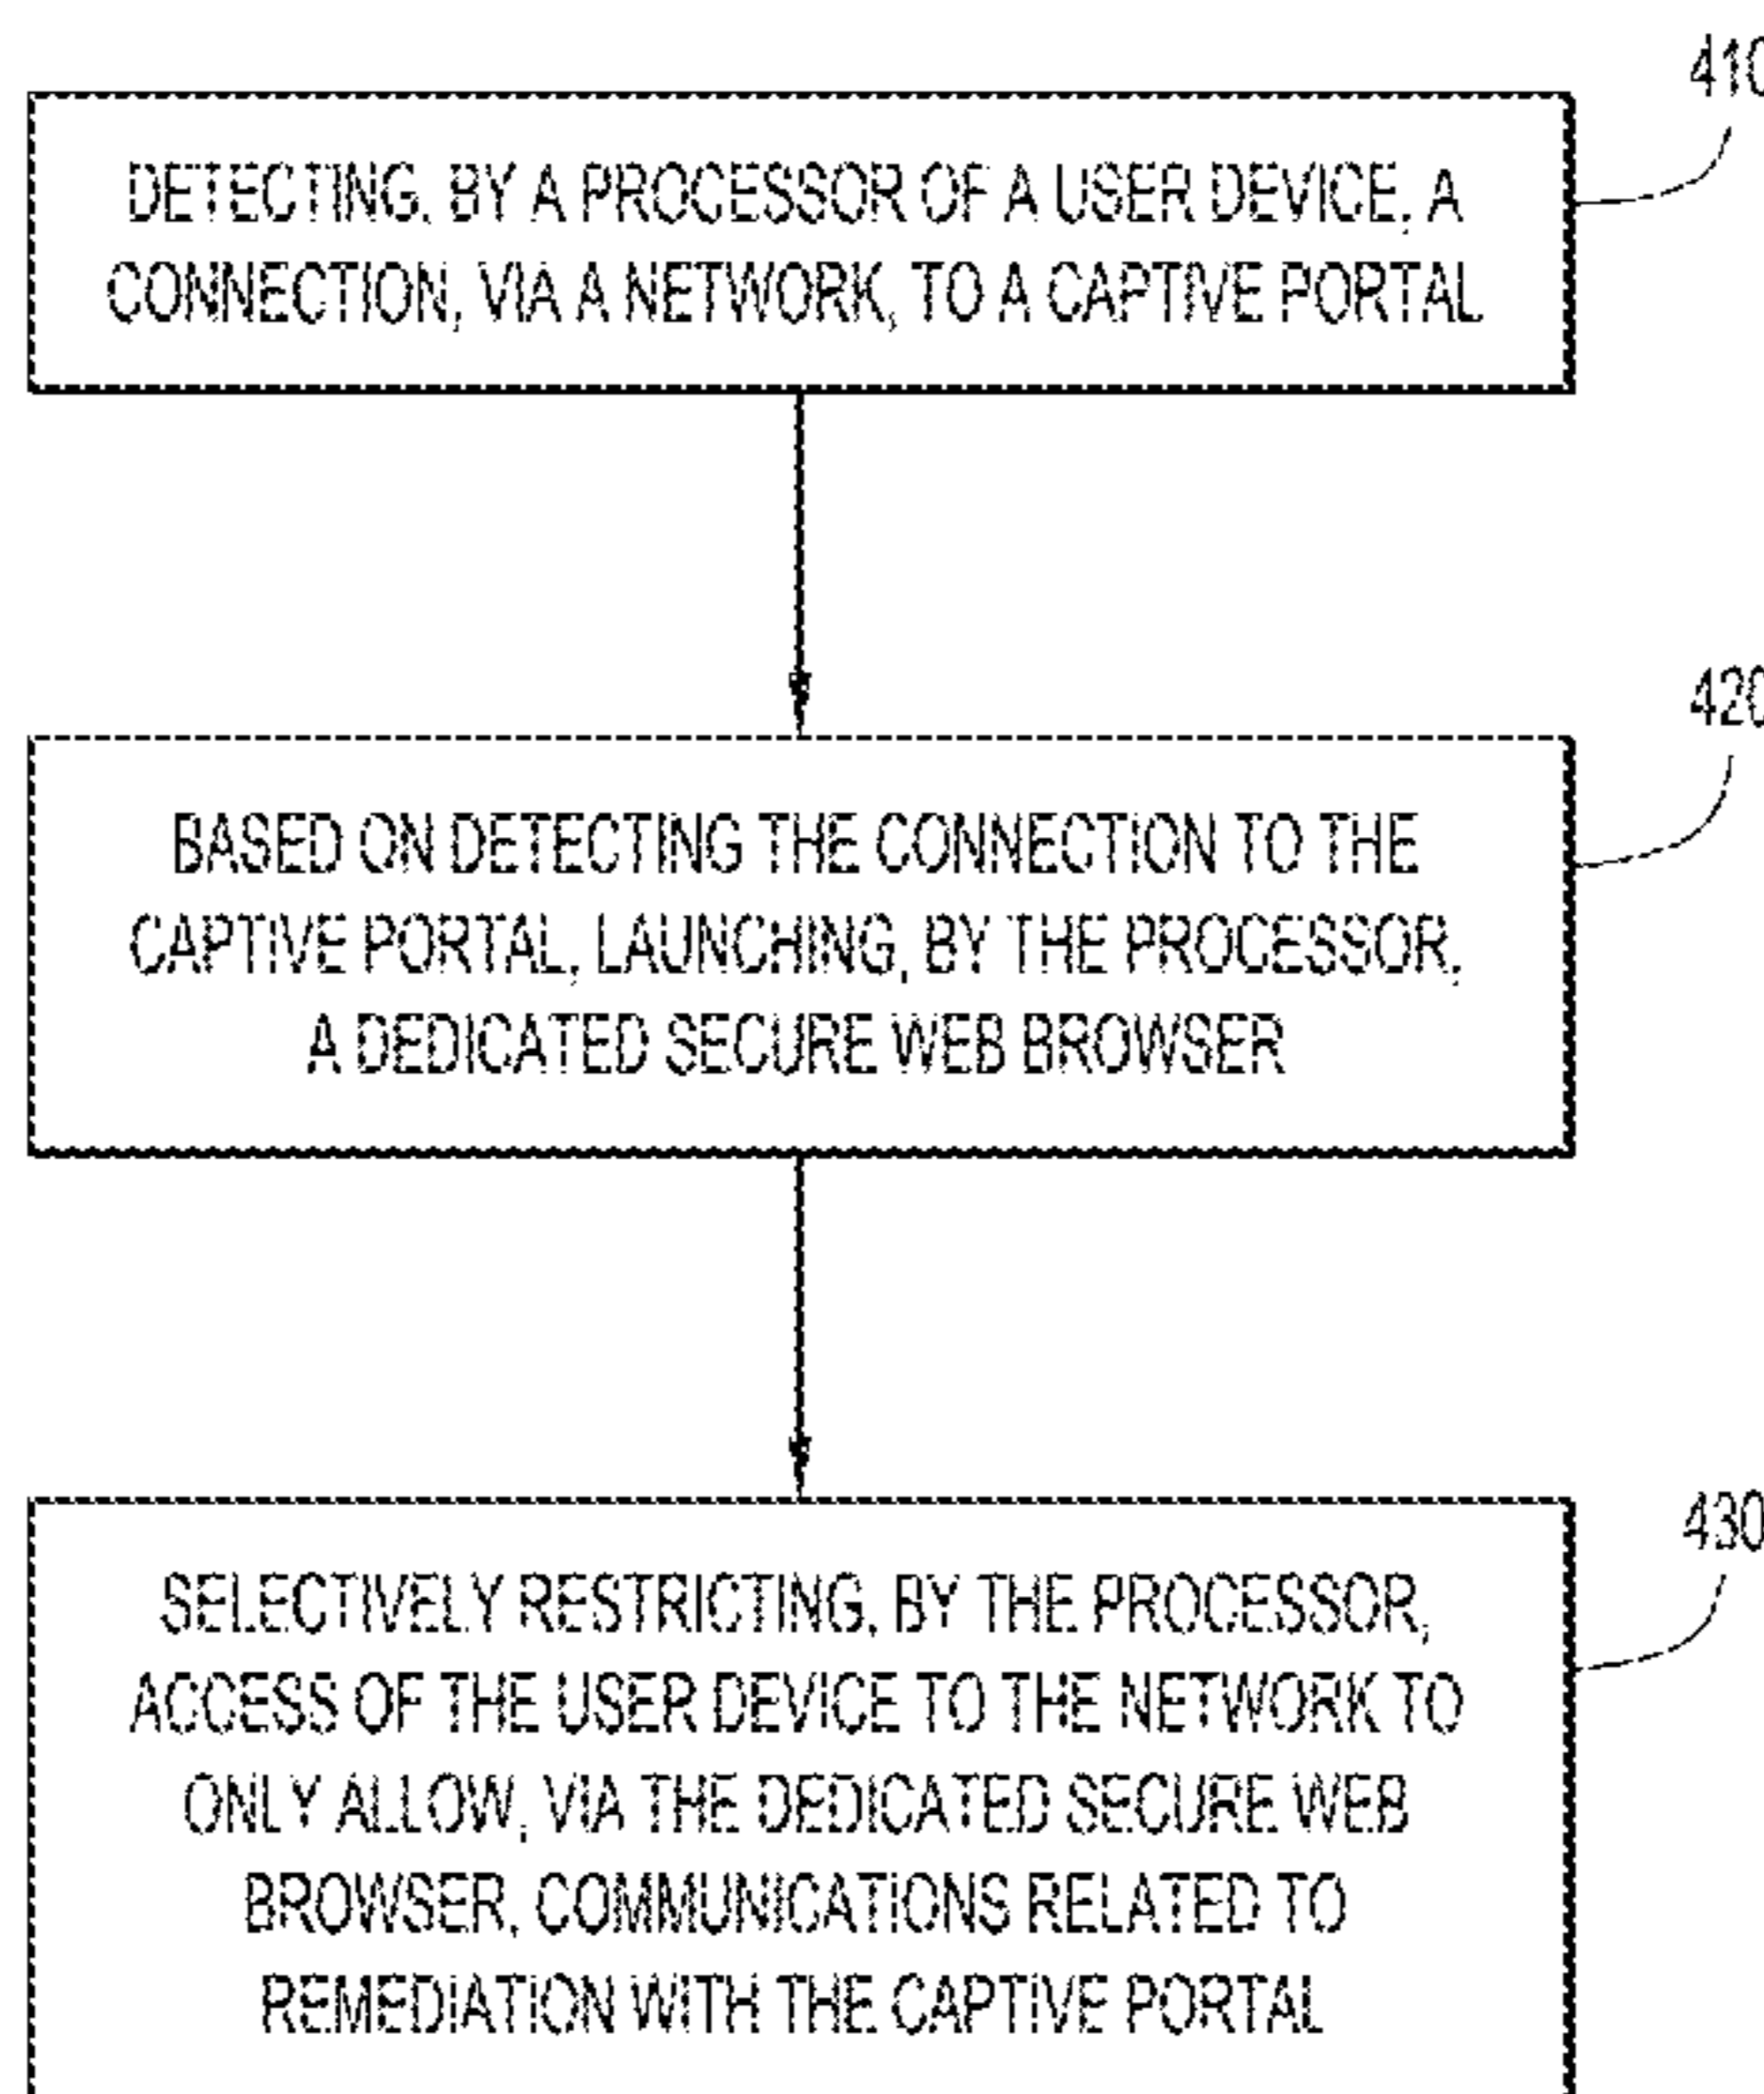 410
DETECTING, BY A PROCESSOR OF A USER DEVICE, A
CONNECTION, VIA A NETWORK, TO A CAPTIVE PORTAL
420
BASED ON DETECTING THE CONNECTION TO THE
CAPTIVE PORTAL, LAUNCHING, BY THE PROCESSOR,
A DEDICATED SECURE WEB BROWSER
430
SELECTIVELY RESTRICTING, BY THE PROCESSOR,
ACCESS OF THE USER DEVICE TO THE NETWORK TO
ONLY ALLOW, VIA THE DEDICATED SECURE WEB
BROWSER, COMMUNICATIONS RELATED TO
REMEDIATION WITH THE CAPTIVE PORTAL